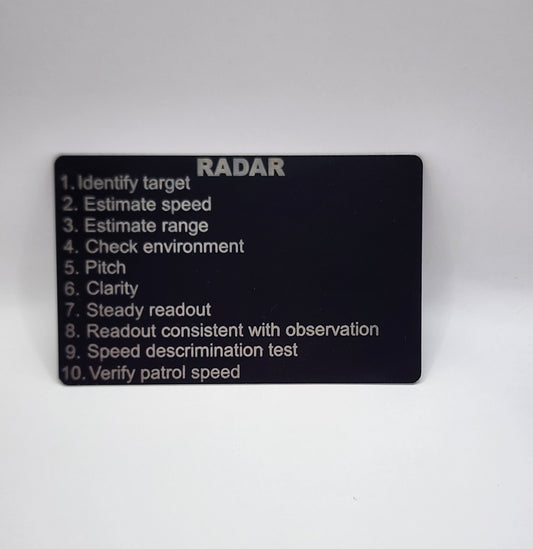 RADAR
1. Identify target
2. Estimate speed
3. Estimate range
4. Check environment
5. Pitch
6. Clarity
7. Steady readout
8. Readout consistent with observation
9. Speed descrimination test
10. Verify patrol speed